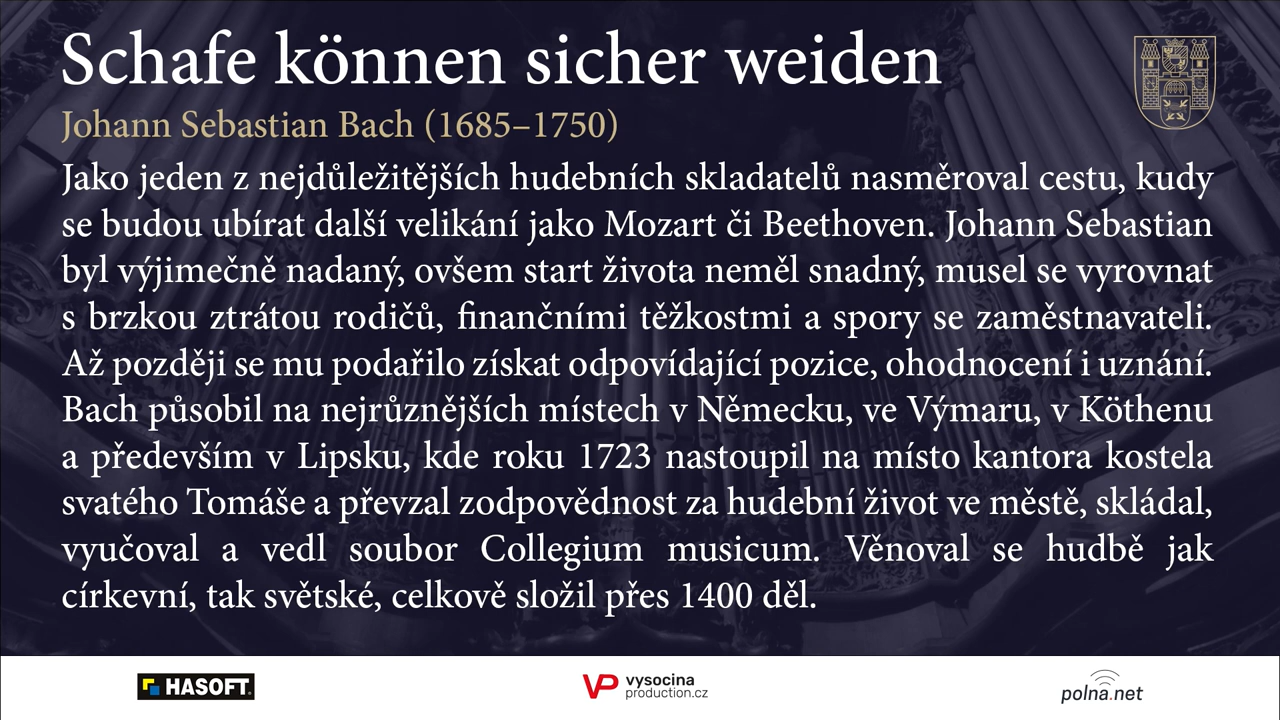 Schafe können sicher weiden
Johann Sebastian Bach (1685–1750)
Jako jeden z nejdůležitějších hudebních skladatelů nasměroval cestu, kudy
se budou ubírat další velikání jako Mozart či Beethoven. Johann Sebastian
byl výjimečně nadaný, ovšem start života neměl snadný, musel se vyrovnat
s brzkou ztrátou rodičů, finančními těžkostmi a spory se zaměstnavateli.
Až později se mu podařilo získat odpovídající pozice, ohodnocení i uznání.
Bach působil na nejrůznějších místech v Německu, ve Výmaru, v Köthenu
a především v Lipsku, kde roku 1723 nastoupil na místo kantora kostela
svatého Tomáše a převzal zodpovědnost za hudební život ve městě, skládal,
vyučoval a vedl soubor Collegium musicum. Věnoval se hudbě jak
církevní, tak světské, celkově složil přes 1400 děl.
HASOFT.
VP vysocina
production.cz
polna.net